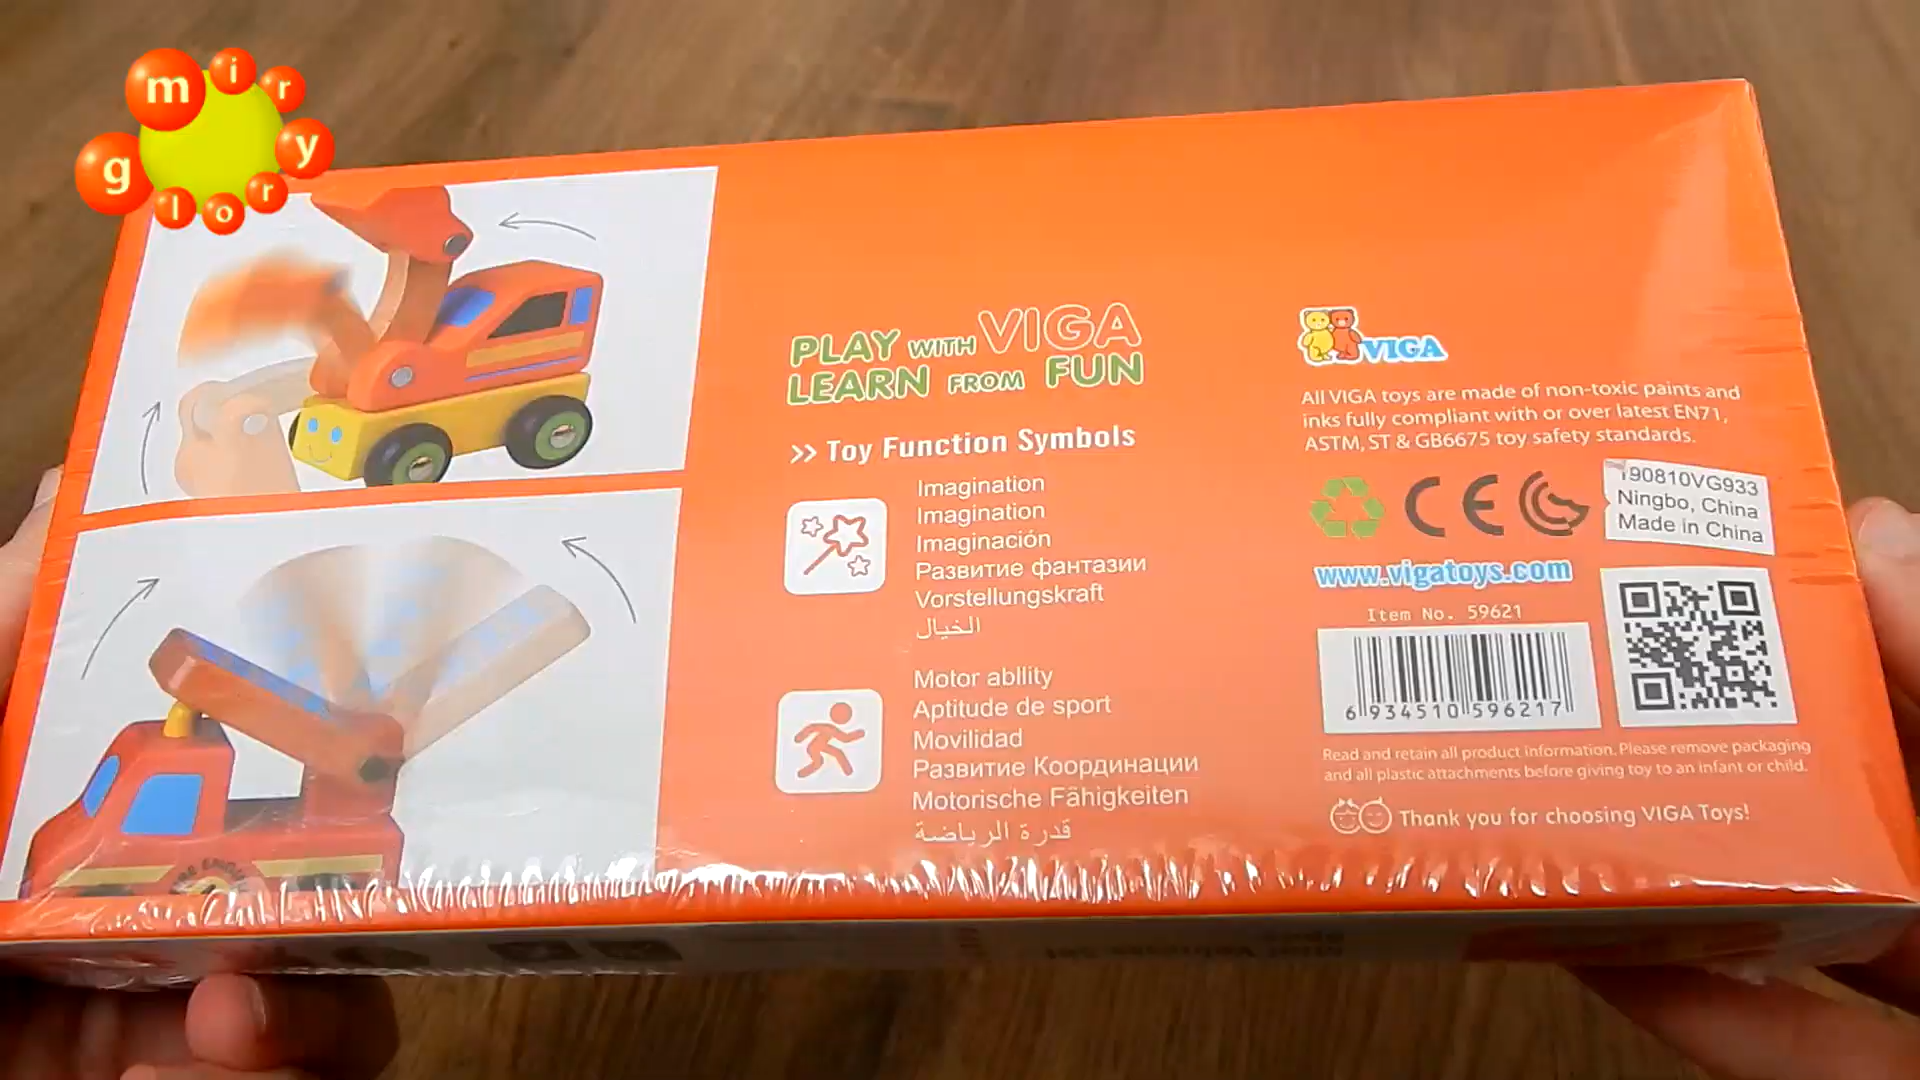 miry
glorry
PLAY WITH VIGA
LEARN FROM FUN
>> Toy Function Symbols
Imagination
Imagination
Imaginación
Развитие фантазии
Vorstellungskraft
الخيال
Motor abllity
Aptitude de sport
Movilidad
Развитие Координации
Motorische Fähigkeiten
قدرة الرياضة
VIGA
All VIGA toys are made of non-toxic paints and
inks fully compliant with or over latest EN71,
ASTM, ST & GB6675 toy safety standards.
CE
190810VG933
Ningbo, China
Made in China
www.vigatoys.com
Item No. 59621
6 934510 596217
Read and retain all product information. Please remove packaging
and all plastic attachments before giving toy to an infant or child.
Thank you for choosing VIGA Toys!